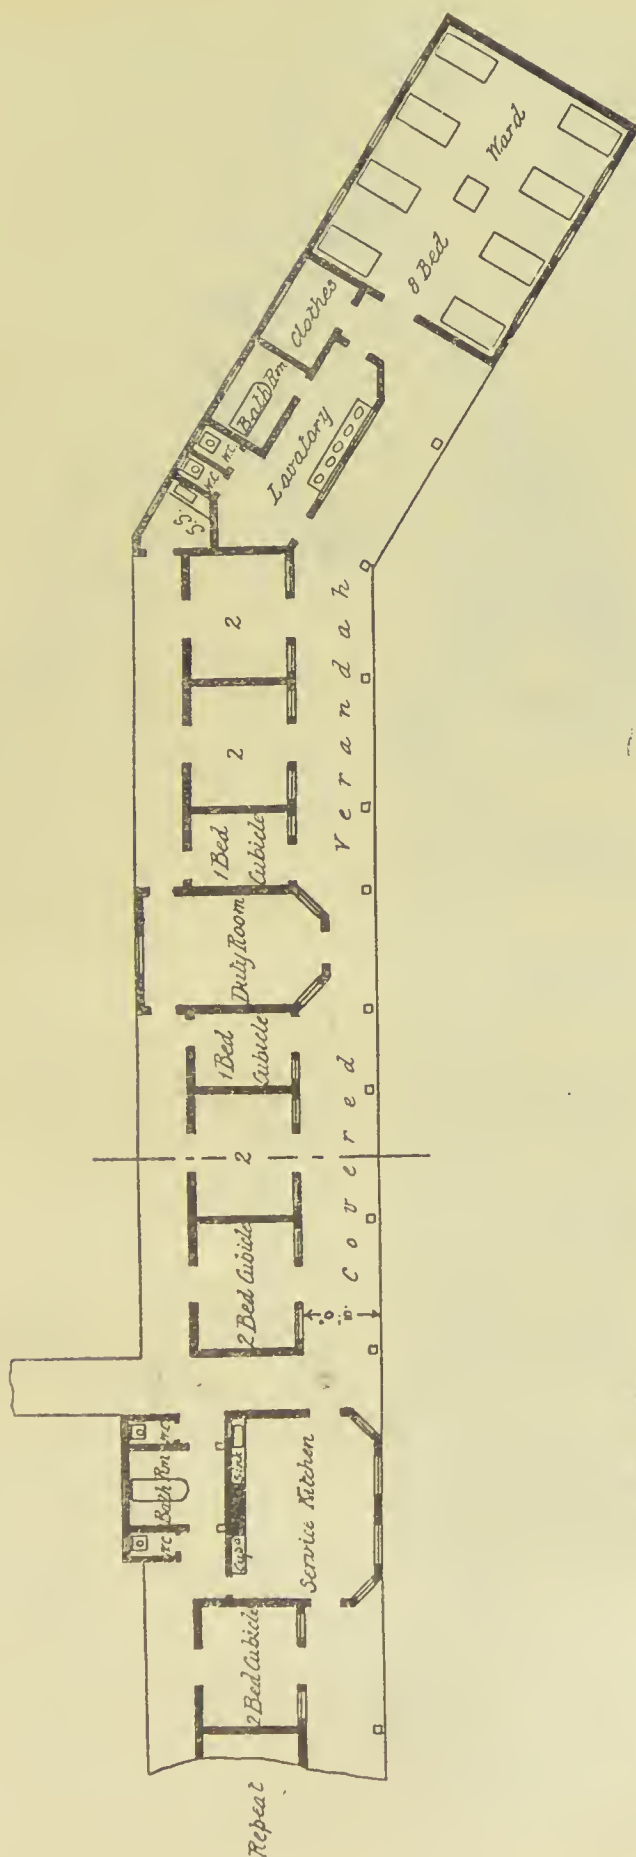 Ward
8 Bed
Clothes
Bath Rm
W.C
W.C
S.S.
Lavatory
2
2
1 Bed
Cubicle
Duty Room
1 Bed
Cubicle
2
2 Bed Cubicle
Covered Verandah
W.C
Bath Rm
W.C
Sink
Service Kitchen
2 Bed Cubicle
Repeat